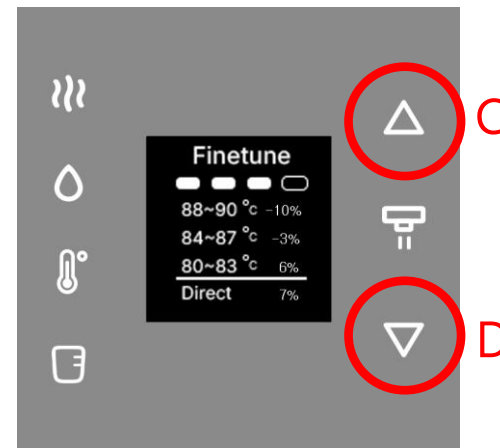 Finetune
88~90 °c -10%
84~87 °c -3%
80~83 °c 6%
Direct 7%
C
D